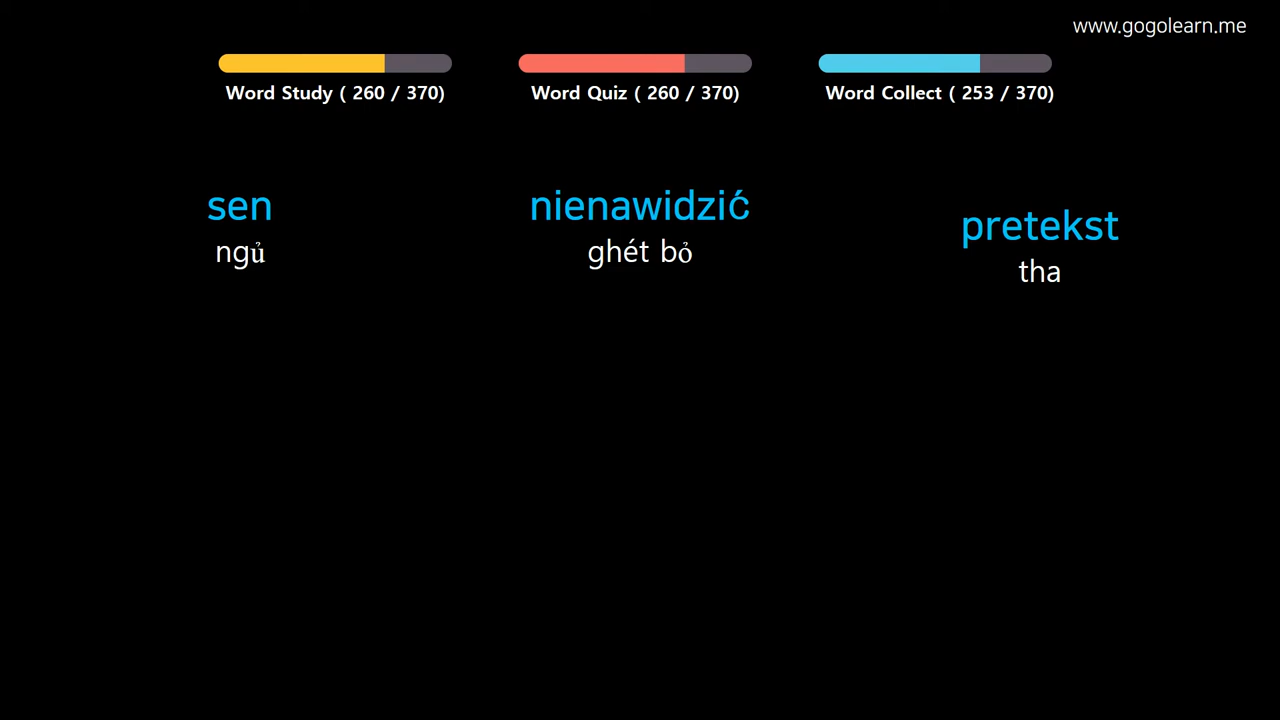 www.gogolearn.me
Word Study ( 260 / 370)
Word Quiz ( 260 / 370)
Word Collect ( 253 / 370)
sen
ngủ
nienawidzić
ghét bỏ
pretekst
tha